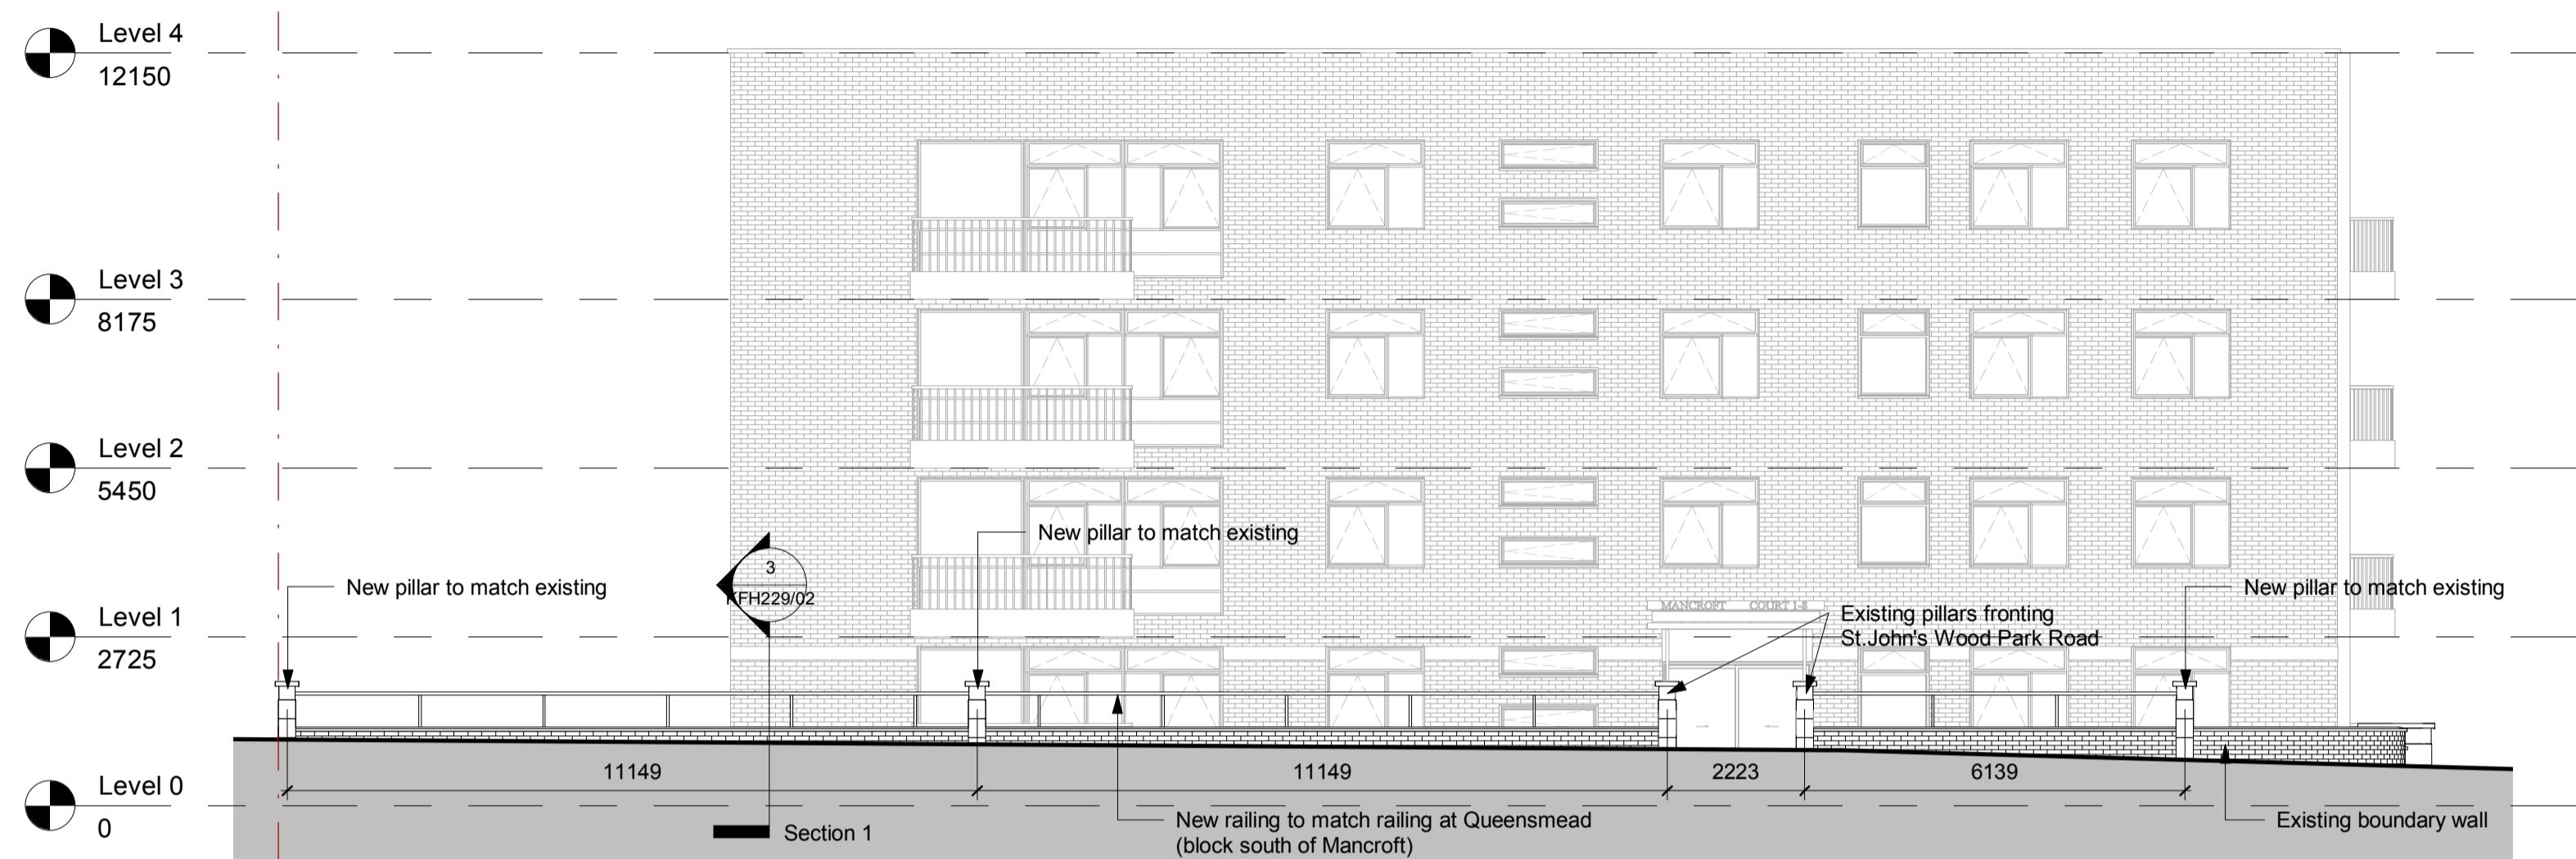 Level 4
12150
Level 3
8175
Level 2
5450
New pillar to match existing
3
KFH229/02
New pillar to match existing
New pillar to match existing
MANCROFT COURT 1-8
Existing pillars fronting
St.John's Wood Park Road
Level 1
2725
11149
11149
2223
6139
Level 0
0
Section 1
New railing to match railing at Queensmead
(block south of Mancroft)
Existing boundary wall